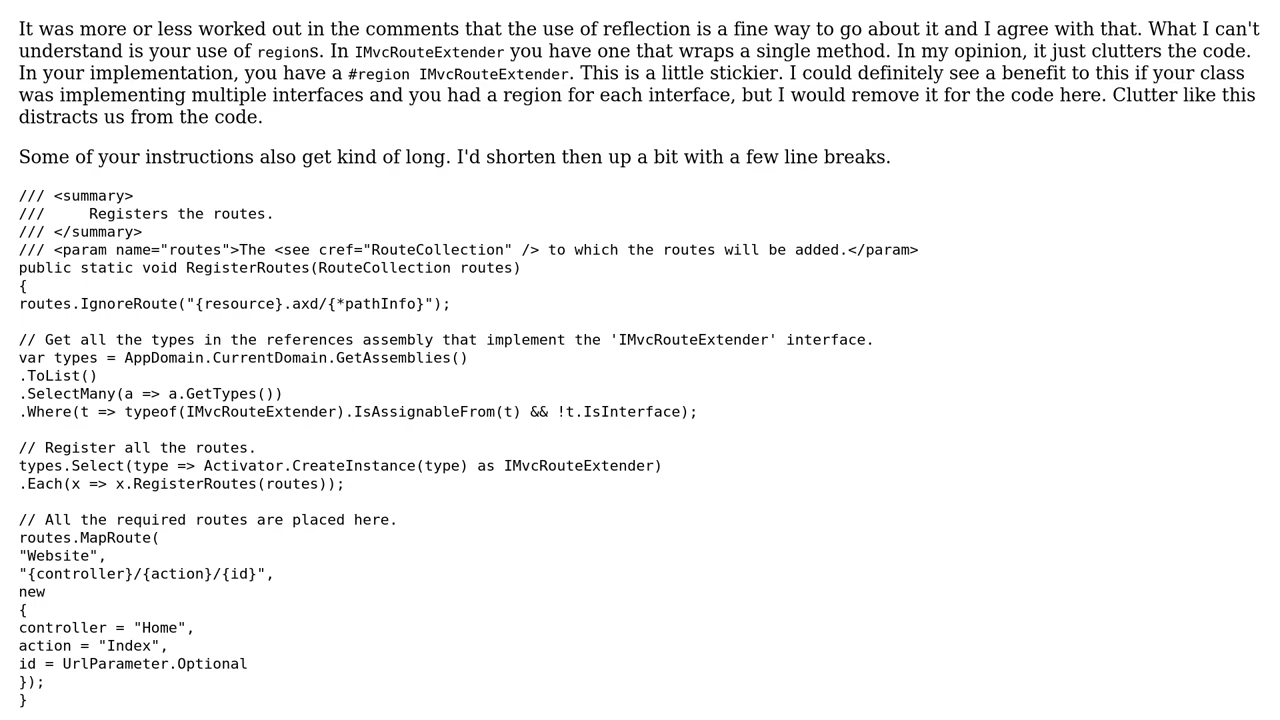 It was more or less worked out in the comments that the use of reflection is a fine way to go about it and I agree with that. What I can't
understand is your use of regions. In IMvcRouteExtender you have one that wraps a single method. In my opinion, it just clutters the code.
In your implementation, you have a #region IMvcRouteExtender. This is a little stickier. I could definitely see a benefit to this if your class
was implementing multiple interfaces and you had a region for each interface, but I would remove it for the code here. Clutter like this
distracts us from the code.
Some of your instructions also get kind of long. I'd shorten then up a bit with a few line breaks.
/// <summary>
///     Registers the routes.
/// </summary>
/// <param name="routes">The <see cref="RouteCollection" /> to which the routes will be added.</param>
public static void RegisterRoutes(RouteCollection routes)
{
routes.IgnoreRoute("{resource}.axd/{*pathInfo}");
// Get all the types in the references assembly that implement the 'IMvcRouteExtender' interface.
var types = AppDomain.CurrentDomain.GetAssemblies()
.ToList()
.SelectMany(a => a.GetTypes())
.Where(t => typeof(IMvcRouteExtender).IsAssignableFrom(t) && !t.IsInterface);
// Register all the routes.
types.Select(type => Activator.CreateInstance(type) as IMvcRouteExtender)
.Each(x => x.RegisterRoutes(routes));
// All the required routes are placed here.
routes.MapRoute(
"Website",
"{controller}/{action}/{id}",
new
{
controller = "Home",
action = "Index",
id = UrlParameter.Optional
});
}